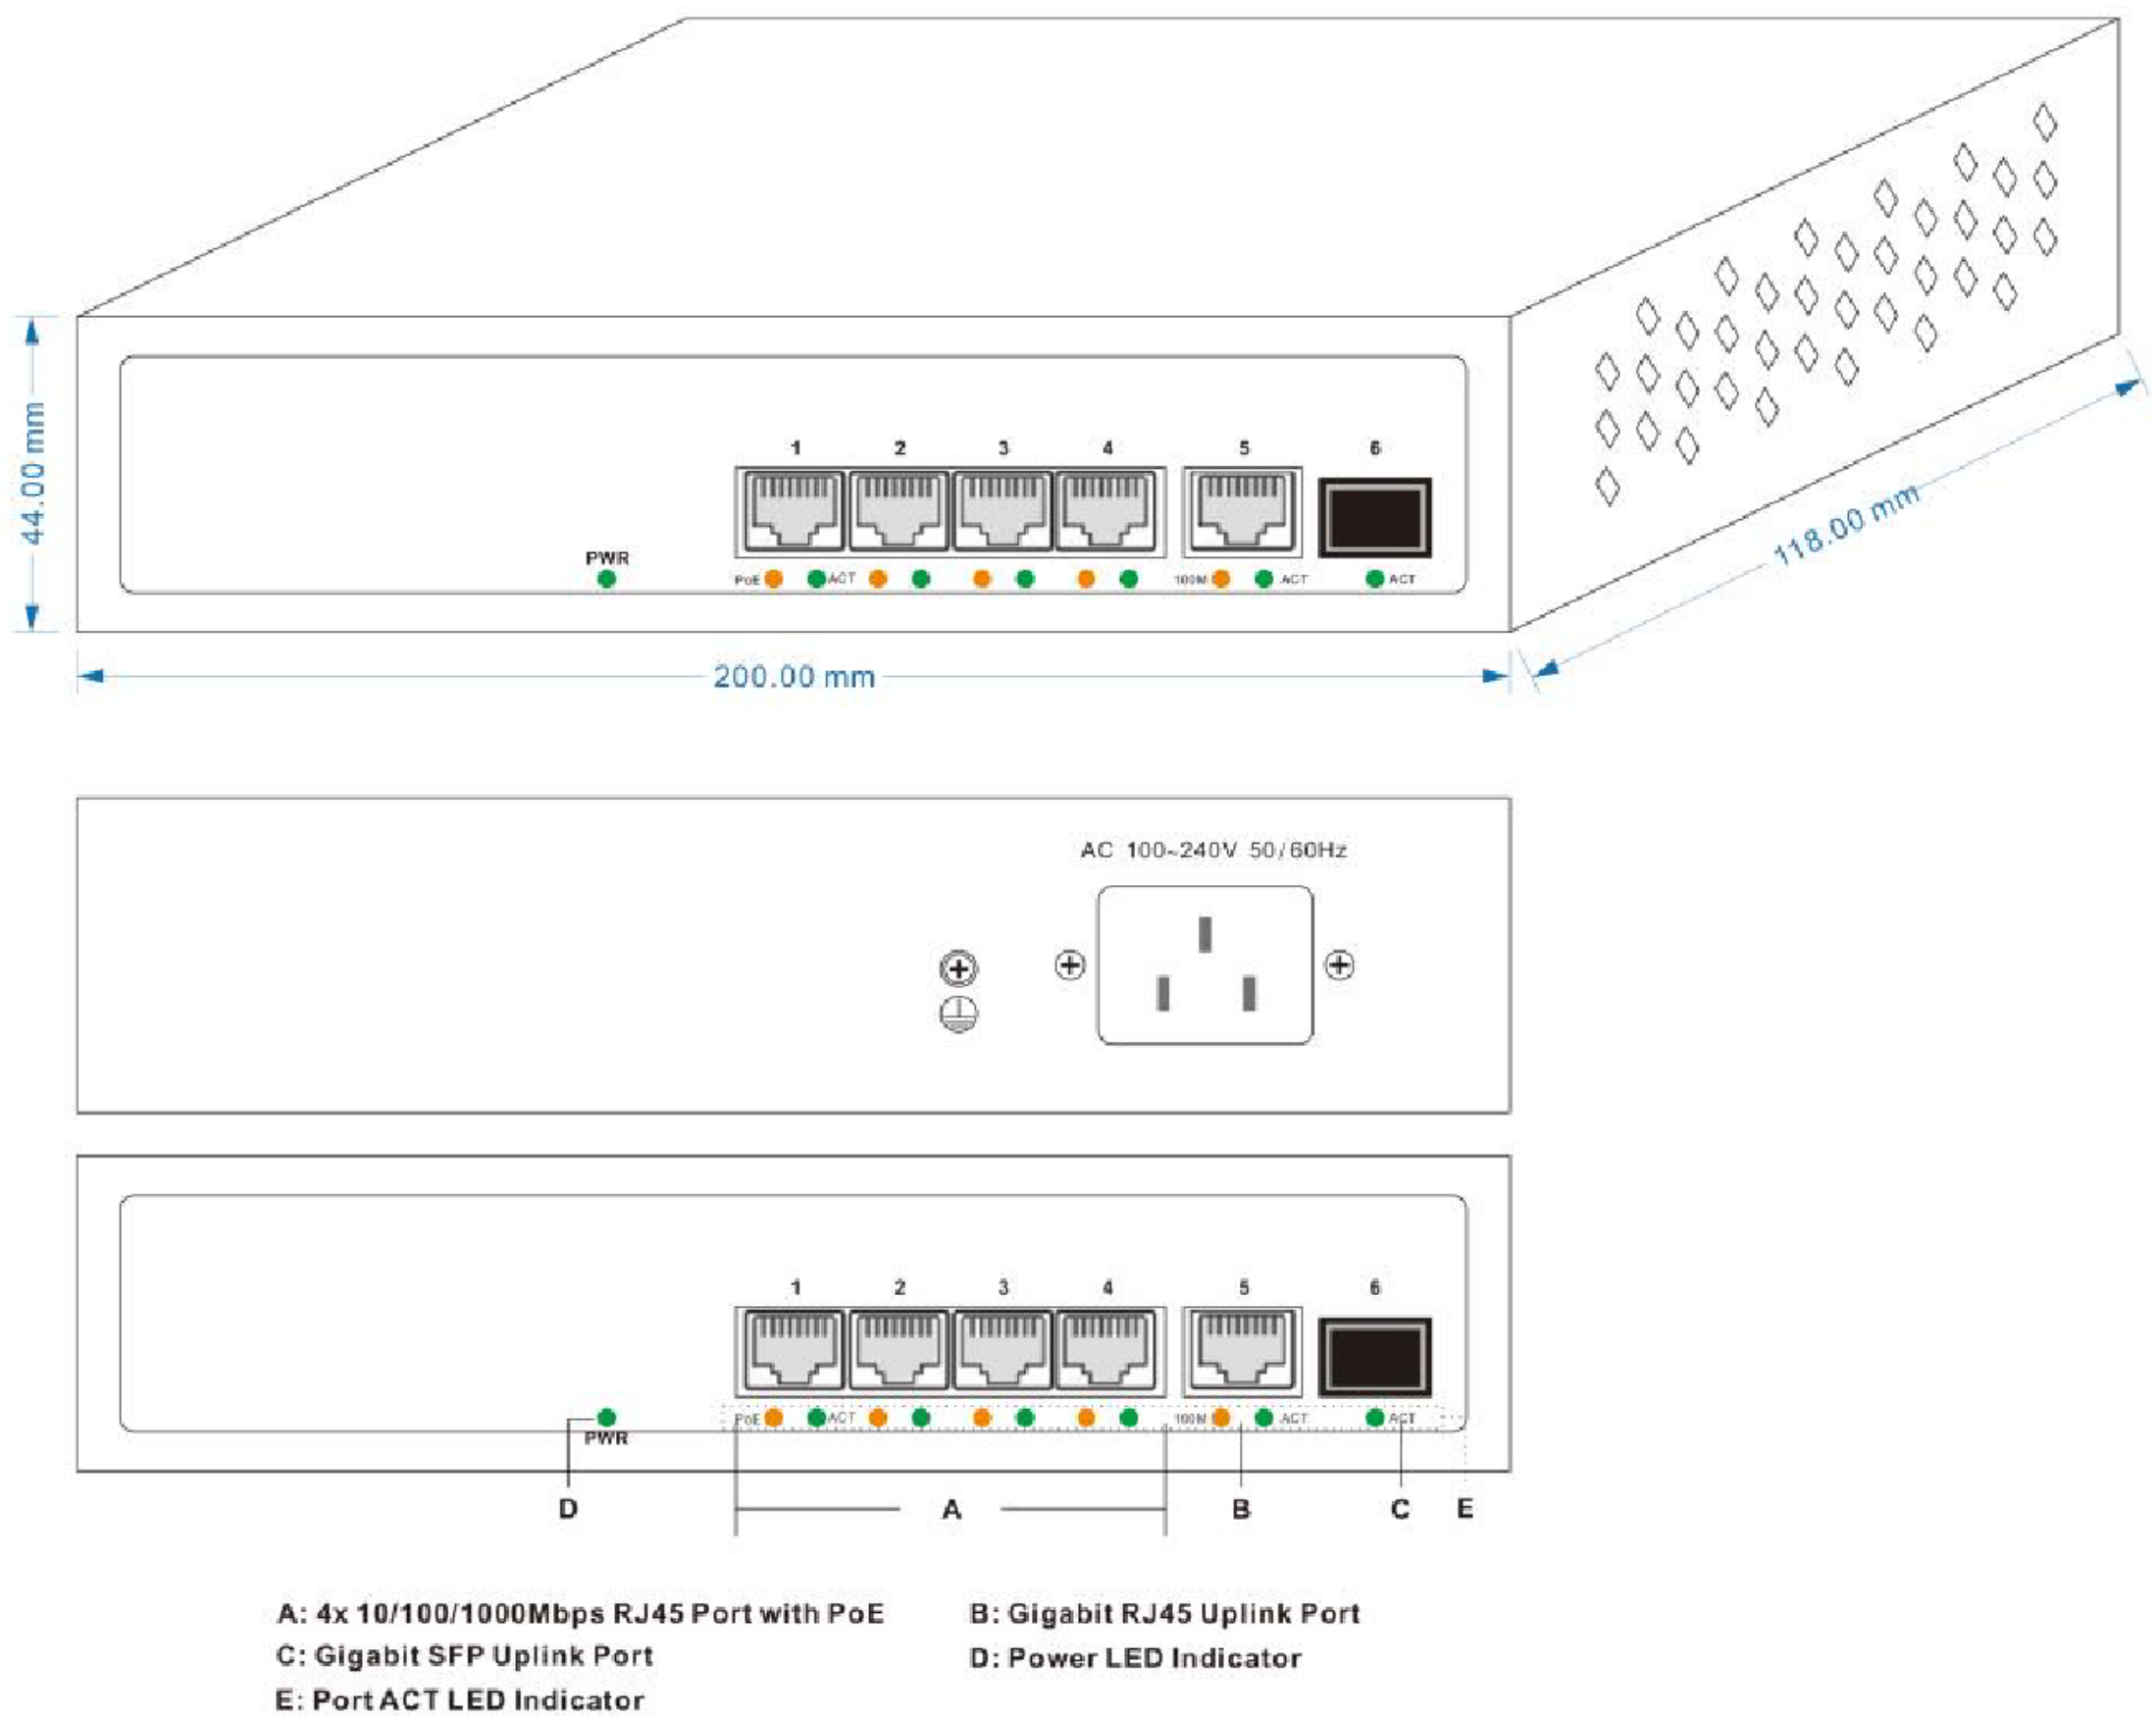 1 2 3 4 5 6
44.00 mm
118.00 mm
PWR
PoE ACT 100M ACT ACT
200.00 mm
AC 100~240V 50/60Hz
1 2 3 4 5 6
PoE ACT 100M ACT ACT
PWR
D A B C E
A: 4x 10/100/1000Mbps RJ45 Port with PoE B: Gigabit RJ45 Uplink Port
C: Gigabit SFP Uplink Port D: Power LED Indicator
E: Port ACT LED Indicator